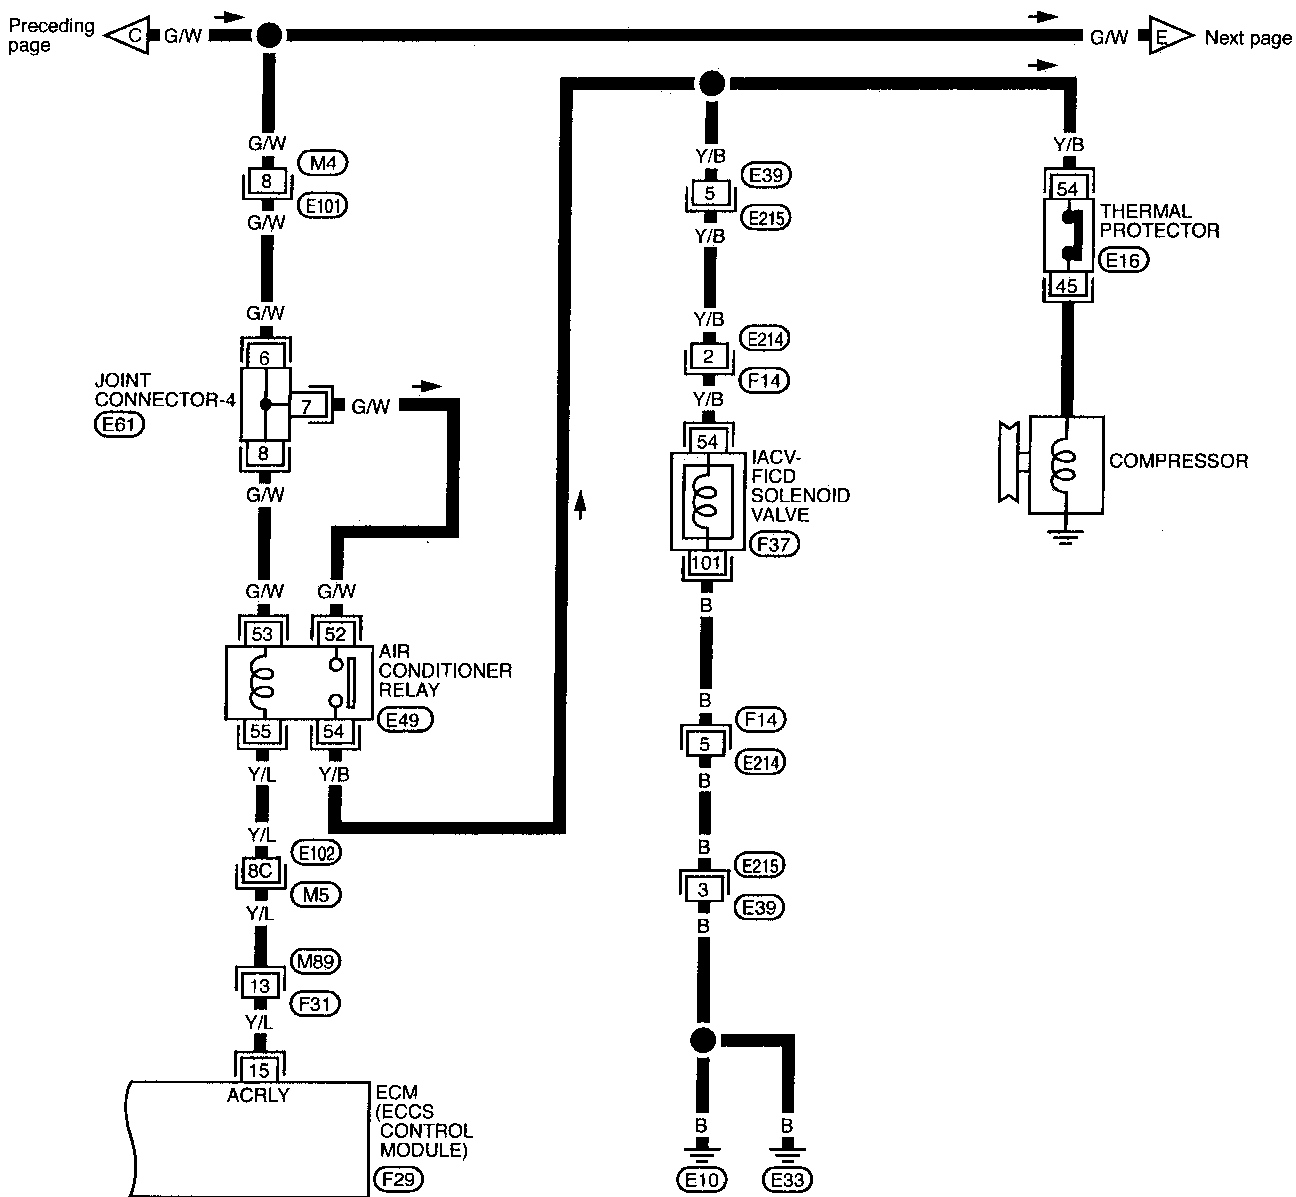 Preceding
page
C
G/W
G/W
E
Next page
G/W
8
M4
E101
G/W
G/W
6
JOINT
CONNECTOR-4
E61
7
G/W
8
G/W
G/W
G/W
53
52
AIR
CONDITIONER
RELAY
E49
55
54
Y/L
Y/B
Y/L
8C
E102
M5
Y/L
13
M89
F31
Y/L
15
ACRLY
ECM
(ECCS
CONTROL
MODULE)
F29
Y/B
5
E39
E215
Y/B
Y/B
2
E214
F14
Y/B
54
IACV-
FICD
SOLENOID
VALVE
F37
101
B
B
5
F14
E214
B
B
3
E215
E39
B
B
B
E10
E33
Y/B
54
THERMAL
PROTECTOR
E16
45
COMPRESSOR